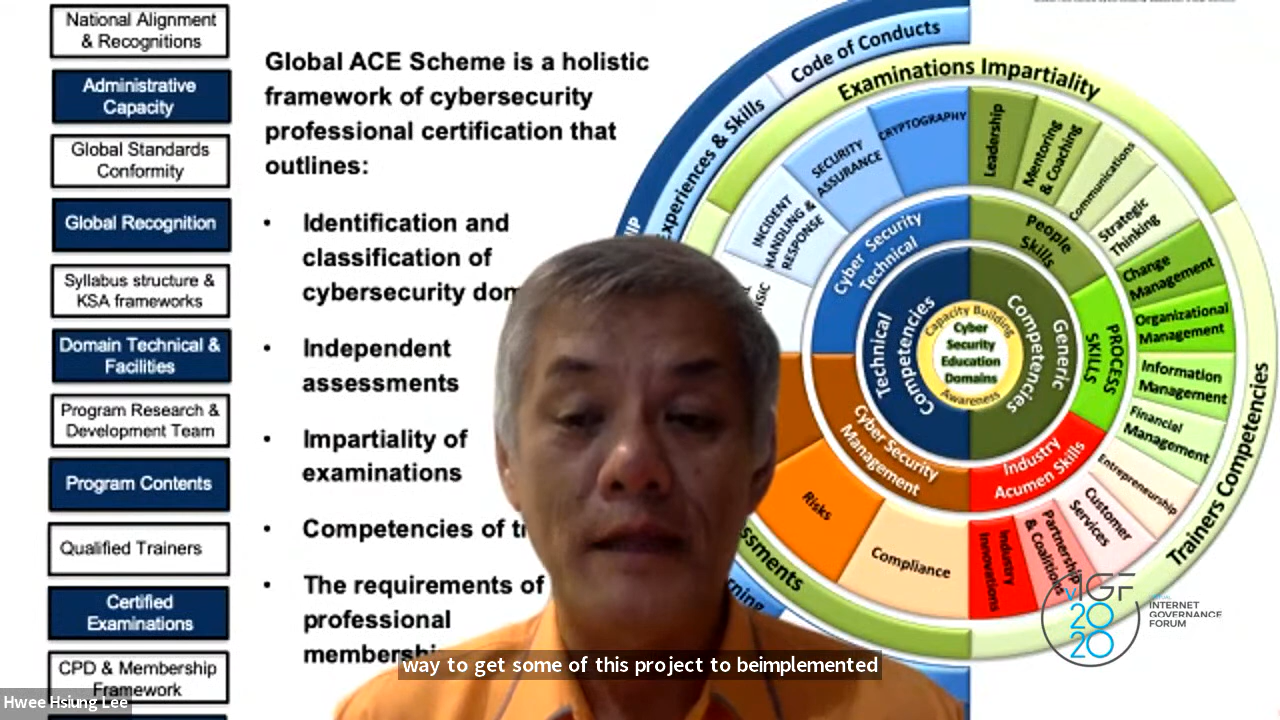 National Alignment
& Recognitions
Administrative
Capacity
Global Standards
Conformity
Global Recognition
Syllabus structure &
KSA frameworks
Domain Technical &
Facilities
Program Research &
Development Team
Program Contents
Qualified Trainers
Certified
Examinations
CPD & Membership
Framework
Global ACE Scheme is a holistic
framework of cybersecurity
professional certification that
outlines:
• Identification and
classification of
cybersecurity
• Independent
assessments
• Impartiality of
examinations
• Competencies of
• The requirements of
professional
Code of Conducts
Experiences & Skills
Examinations Impartiality
Trainers Competencies
CRYPTOGRAPHY
SECURITY
ASSURANCE
INCIDENT
HANDLING &
RESPONSE
Leadership
Mentoring
& Coaching
Communications
Strategic
Thinking
Change
Management
Organizational
Management
Information
Management
Financial
Management
Entrepreneurship
Customer
Services
Partnership
& Coalitions
Industry
Innovations
Compliance
Risks
Cyber Security
Technical
People
Skills
PROCESS
SKILLS
Industry
Acumen Skills
Cyber Security
Management
Technical
Competencies
Generic
Competencies
Capacity Building
Cyber
Security
Education
Domains
Awareness
vIGF
2020
INTERNET
GOVERNANCE
FORUM
way to get some of this project to beimplemented
Hwee Hsiung Lee